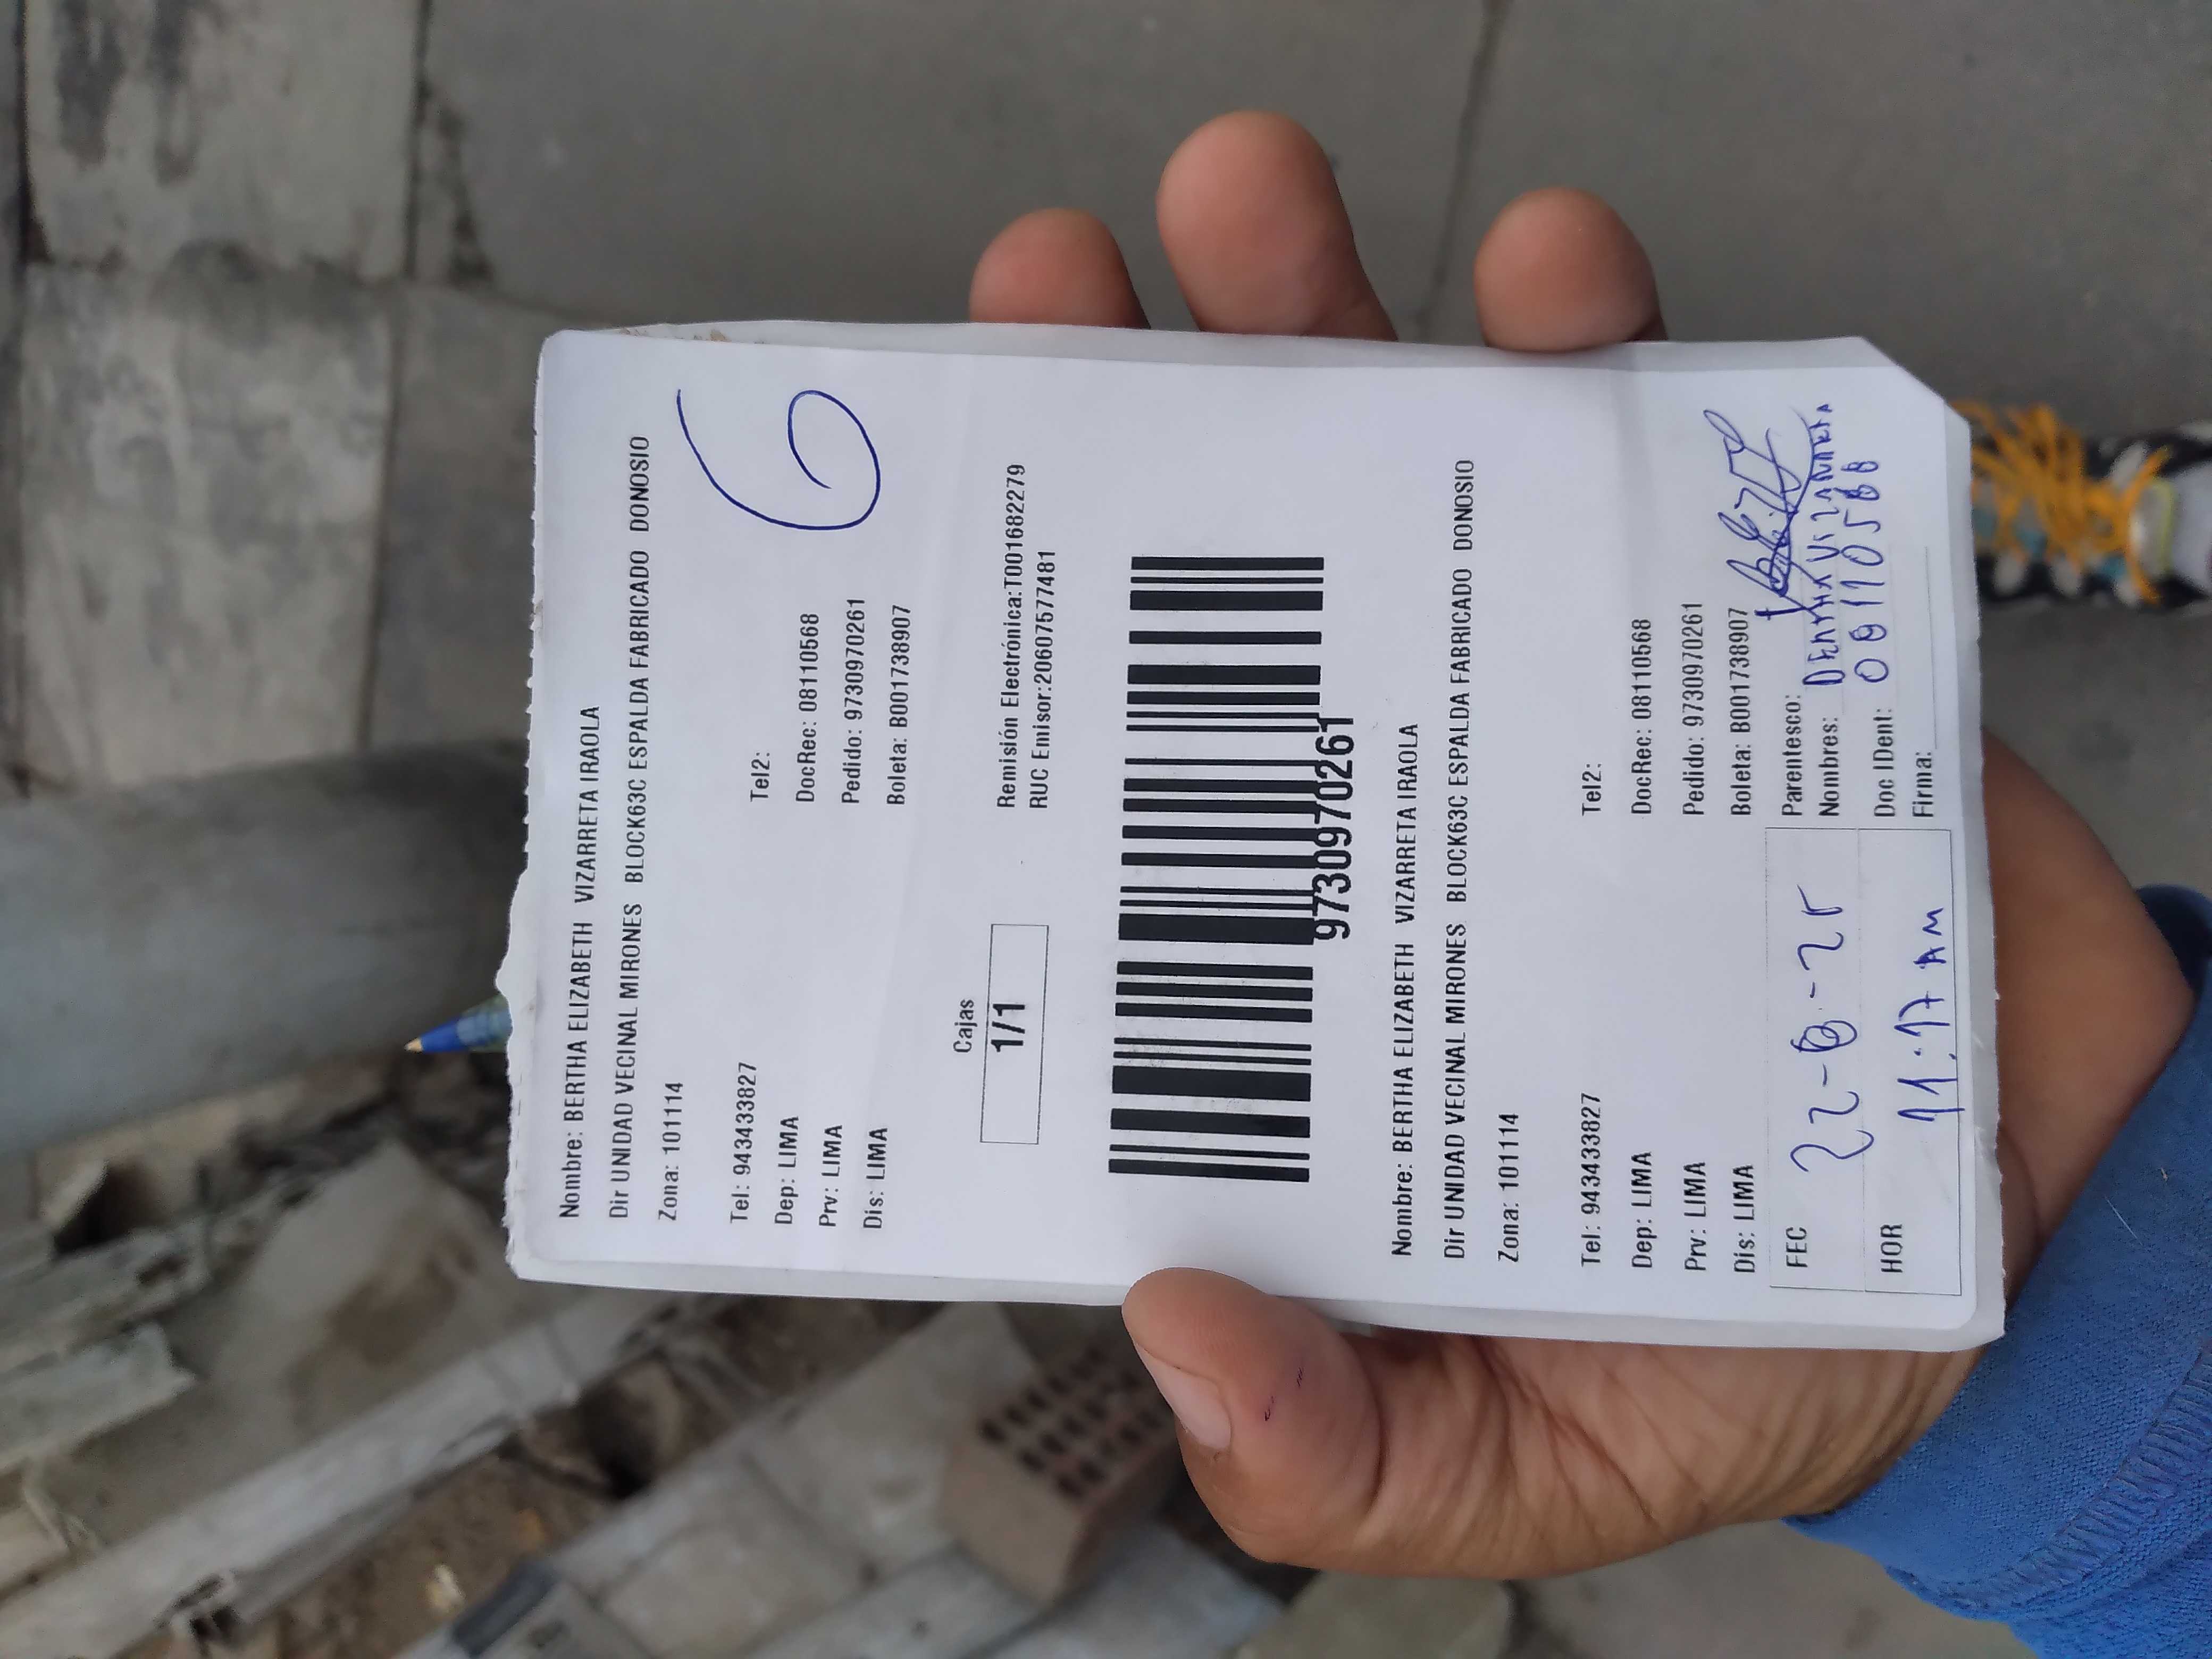 Nombre: BERTHA ELIZABETH VIZARRETA IRAOLA
Dir UNIDAD VECINAL MIRONES BLOCK63C ESPALDA FABRICADO DONOSIO
Zona: 101114
6
Tel: 943433827 Tel2:
Dep: LIMA DocRec: 08110568
Prv: LIMA Pedido: 9730970261
Dis: LIMA Boleta: B001738907
Cajas
1/1
Remisión Electrónica:T001682279
RUC Emisor:20607577481
9730970261
Nombre: BERTHA ELIZABETH VIZARRETA IRAOLA
Dir UNIDAD VECINAL MIRONES BLOCK63C ESPALDA FABRICADO DONOSIO
Zona: 101114
Tel: 943433827 Tel2:
Dep: LIMA DocRec: 08110568
Prv: LIMA Pedido: 9730970261
Dis: LIMA Boleta: B001738907
FEC 22-8-25 Parentesco:
Nombres:
HOR 11:17 AM Doc IDent: 08110568
Firma: